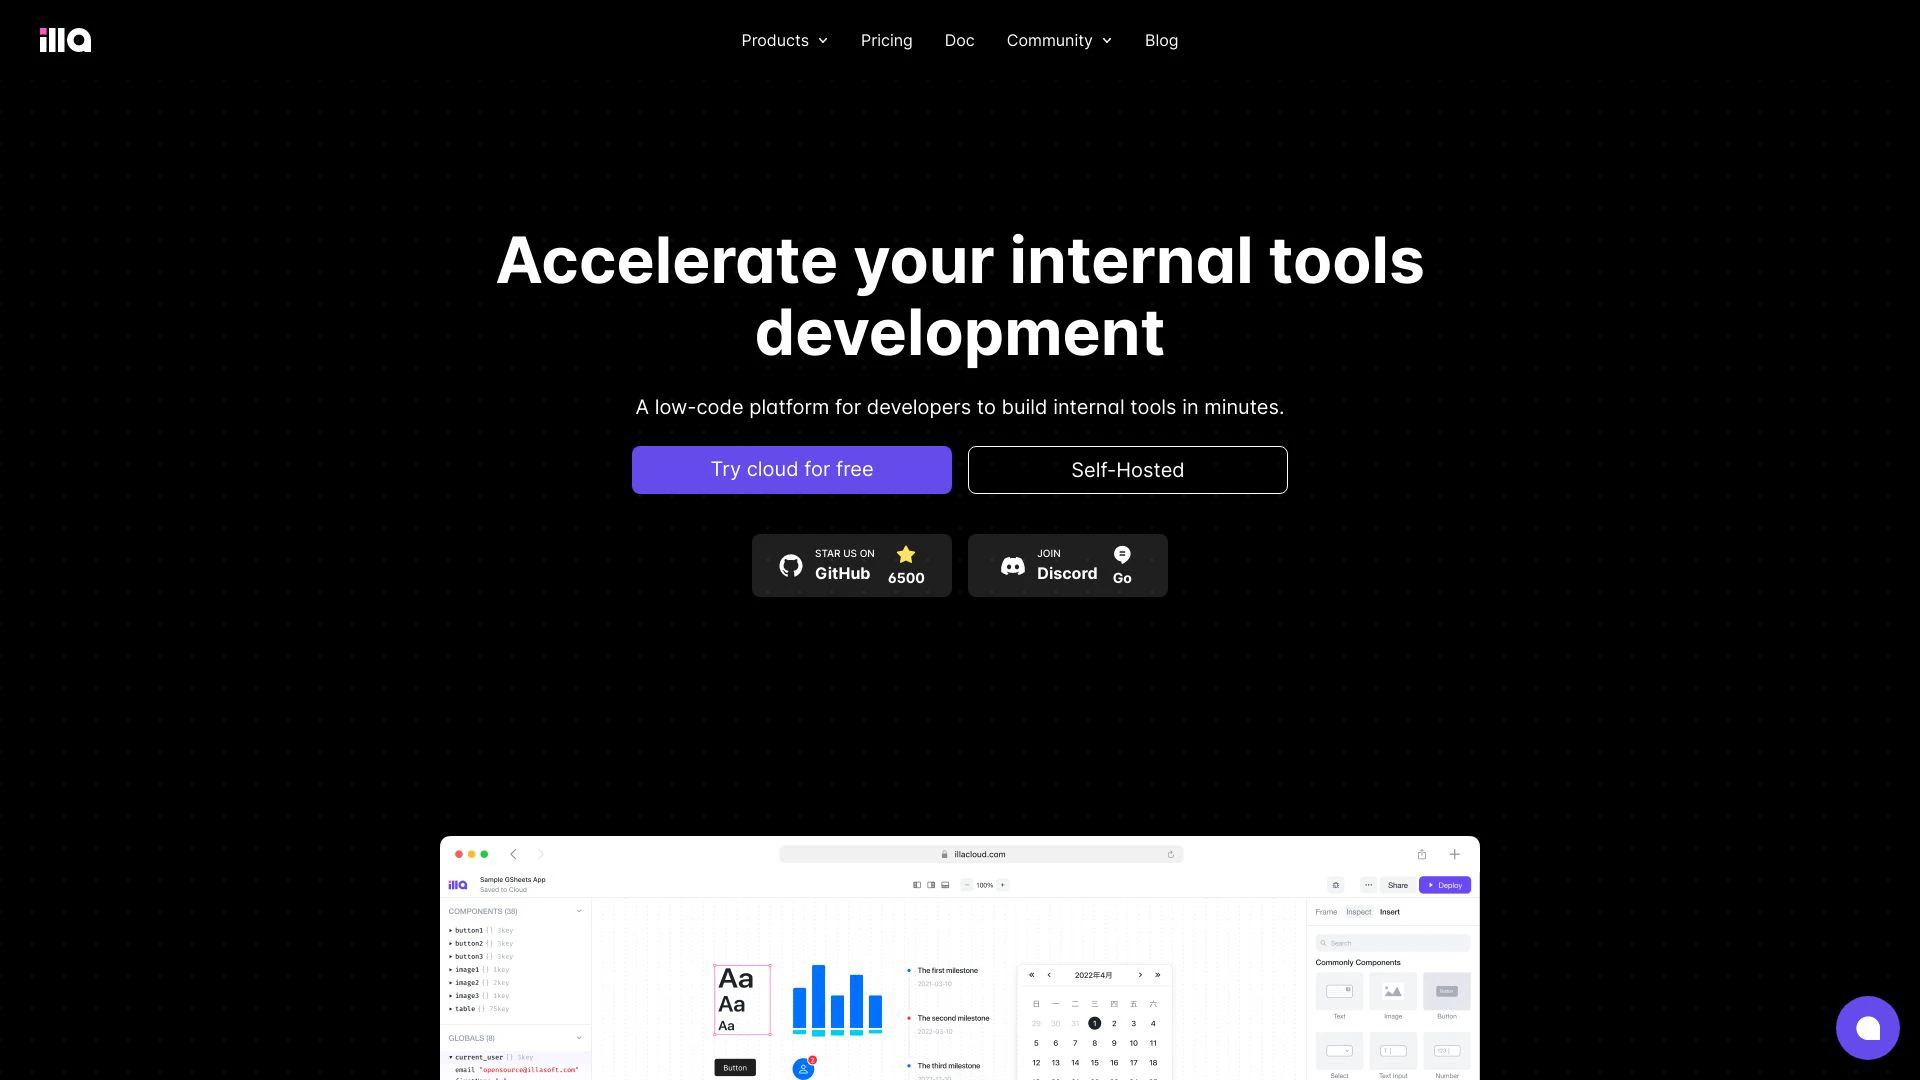 illa
Products
Pricing
Doc
Community
Blog
Accelerate your internal tools
development
A low-code platform for developers to build internal tools in minutes.
Try cloud for free
Self-Hosted
STAR US ON
GitHub
6500
JOIN
Discord
Go
illacloud.com
illa
Sample GSheets App
Saved to Cloud
100%
Share
Deploy
COMPONENTS (38)
button1 {} 3key
button2 {} 3key
button3 {} 3key
image1 {} 1key
image2 {} 2key
image3 {} 1key
table {} 75key
GLOBALS (8)
current_user {} 3key
email "opensource@illasoft.com"
Aa
Aa
Aa
Button
2
The first milestone
2021-03-10
The second milestone
2022-03-10
The third milestone
« ‹ 2022年4月 › »
日 一 二 三 四 五 六
29 30 31 1 2 3 4
5 6 7 8 9 10 11
12 13 14 15 16 17 18
Frame Inspect Insert
Search
Commonly Components
Button
Text Image Button
Select Text Input Number